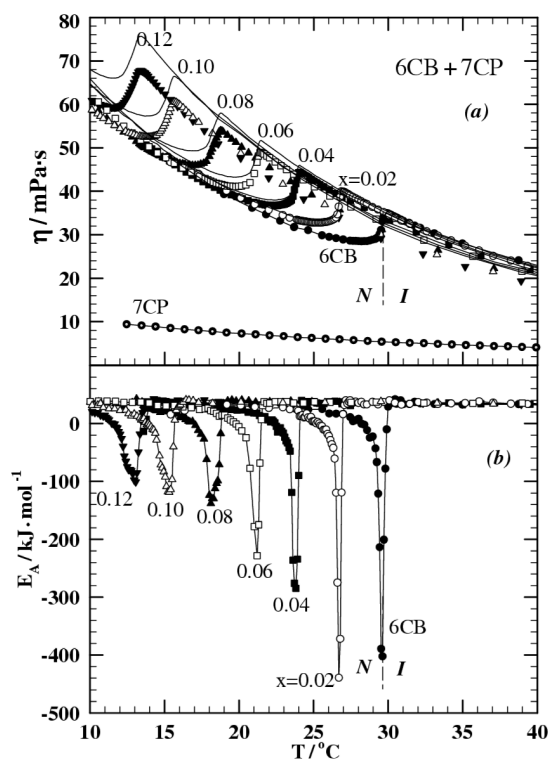 80
70
60
50
40
30
20
10
η / mPa·s
0.12
0.10
0.08
0.06
0.04
x=0.02
6CB + 7CP
(a)
6CB
N I
7CP
0
-100
-200
-300
-400
-500
E_A / kJ·mol⁻¹
(b)
0.12
0.10
0.08
0.06
0.04
x=0.02
6CB
N I
10 15 20 25 30 35 40
T / °C